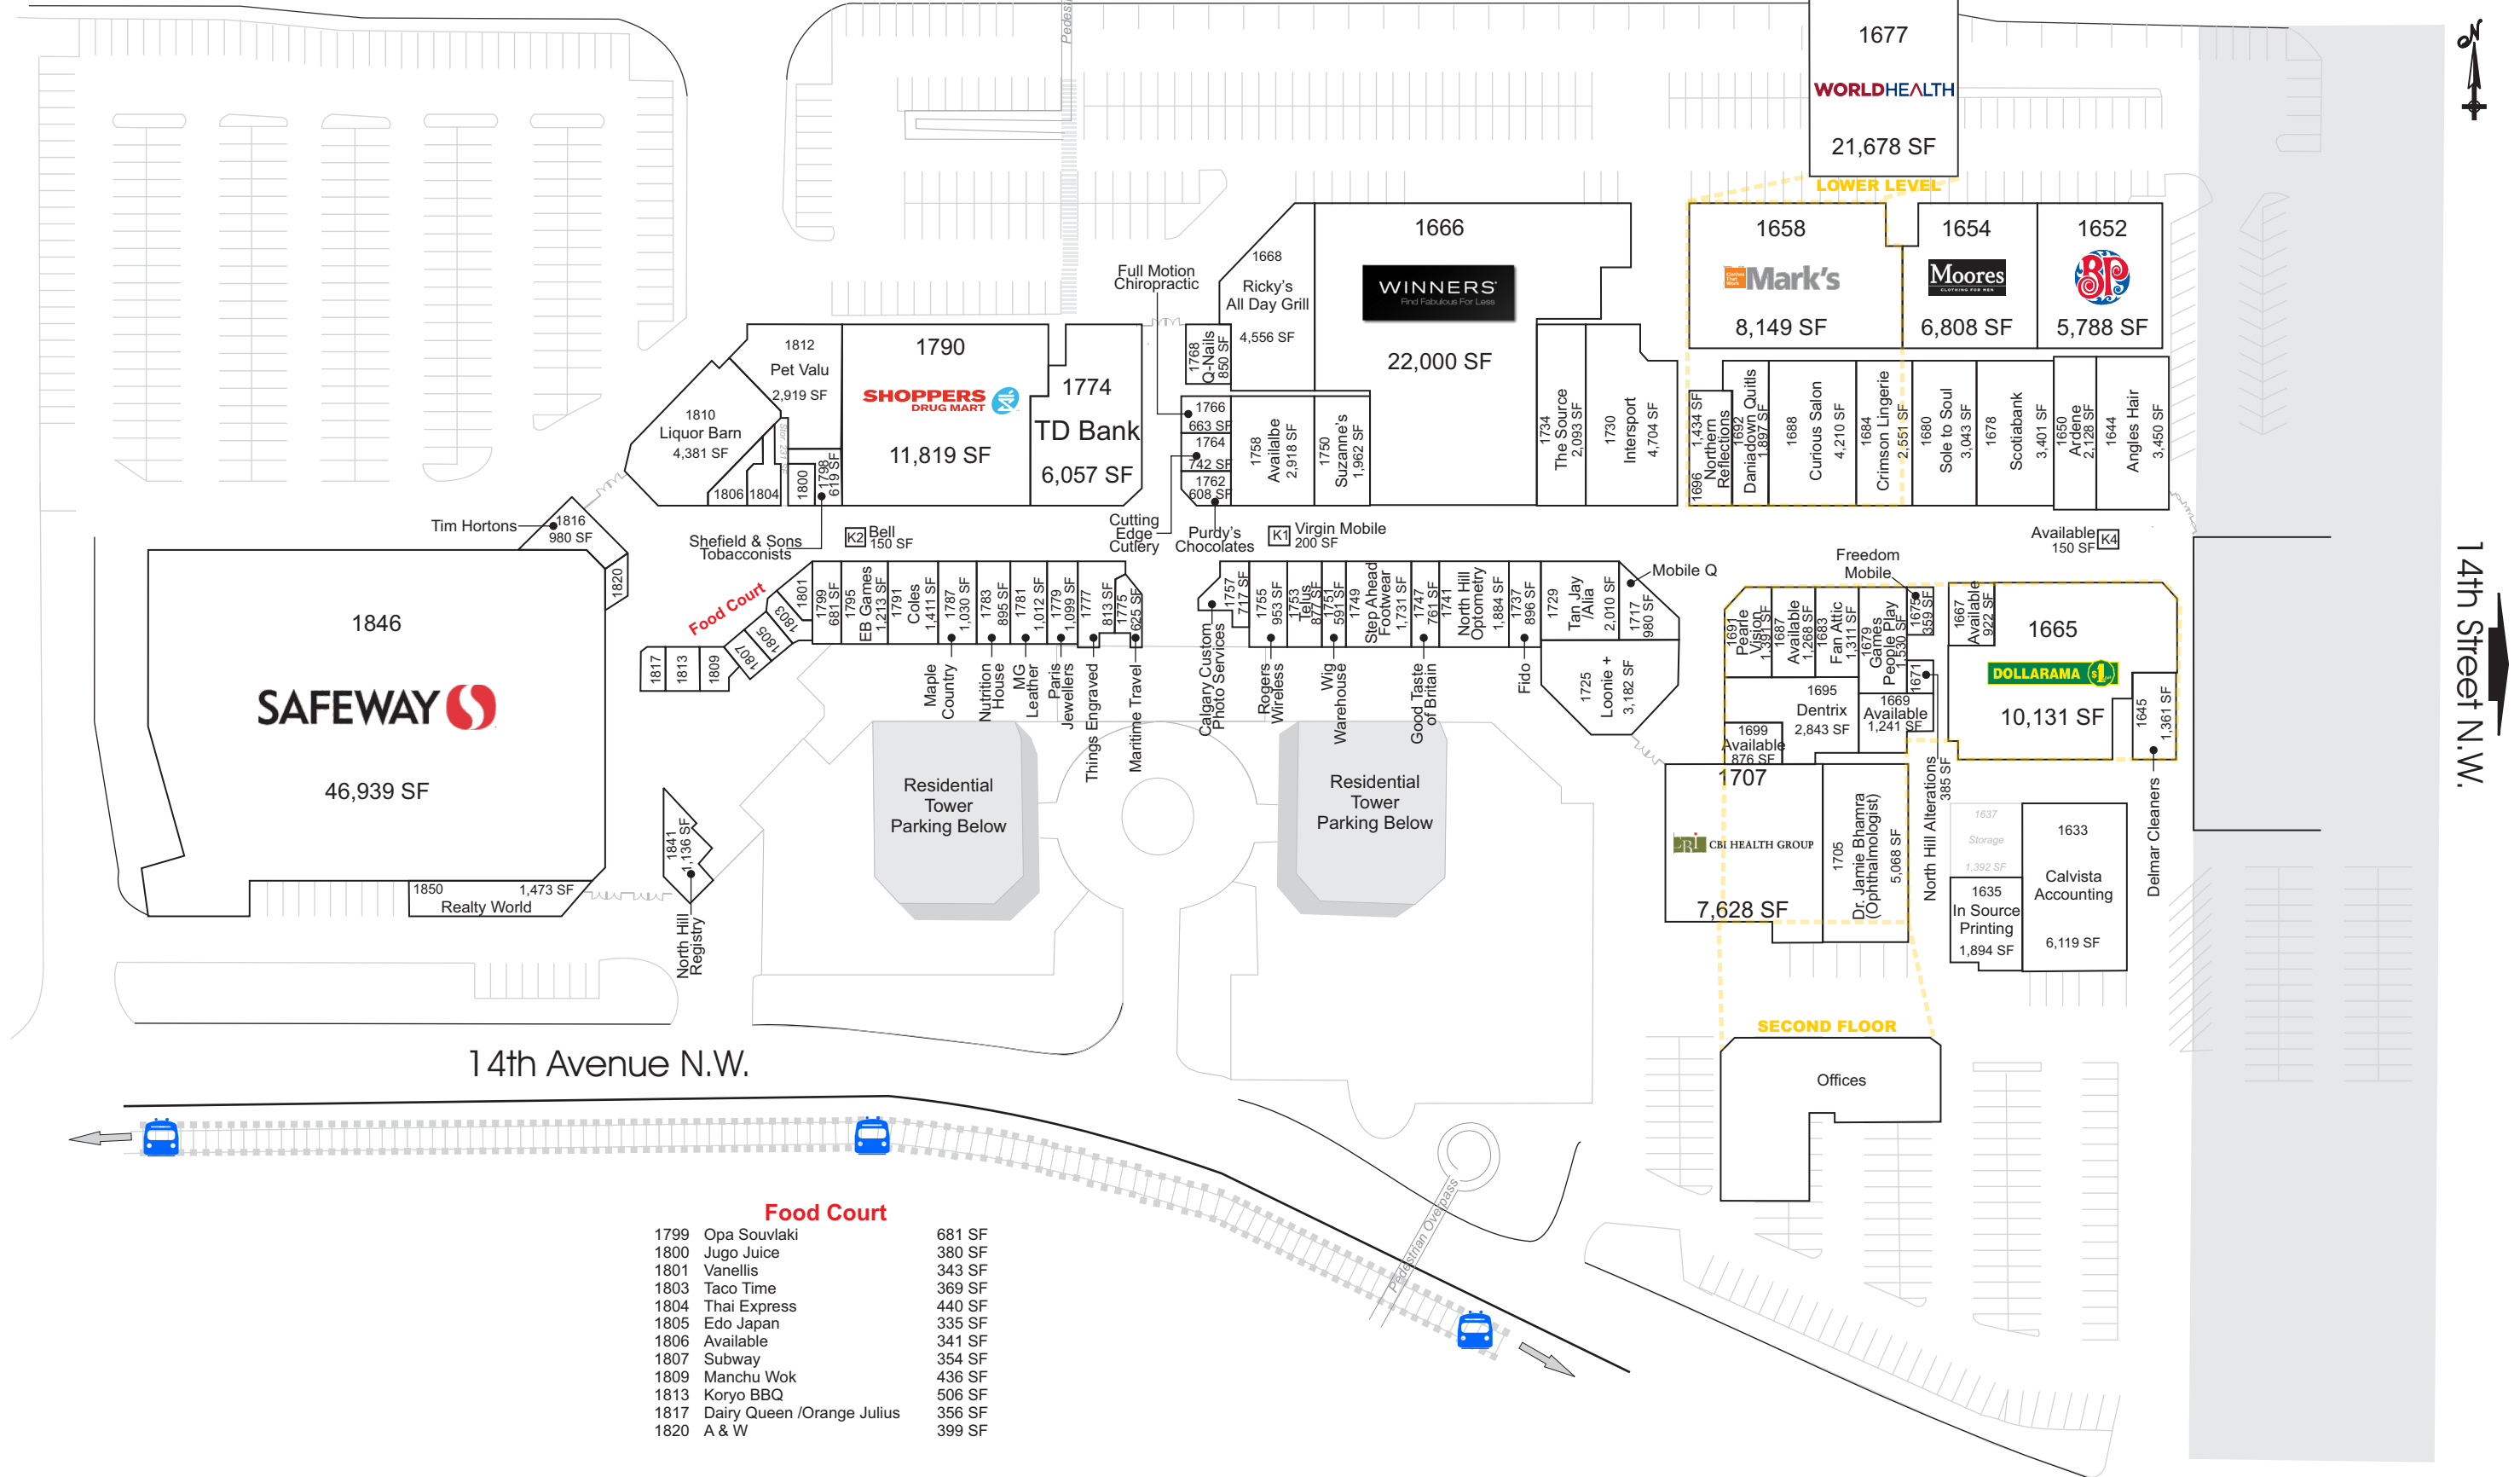 Pedestri
N
1677
WORLDHEALTH
21,678 SF
LOWER LEVEL
1668
Ricky's
All Day Grill
4,556 SF
1666
WINNERS
Find Fabulous For Less
22,000 SF
1658
Mark's
8,149 SF
1654
Moores
CLOTHING FOR MEN
6,808 SF
1652
BP
5,788 SF
Full Motion
Chiropractic
1768
Q-Nails
850 SF
1812
Pet Valu
2,919 SF
1790
SHOPPERS
DRUG MART
11,819 SF
1774
TD Bank
6,057 SF
1810
Liquor Barn
4,381 SF
1806
1804
1800
1798
619 SF
1766
663 SF
1764
742 SF
1762
608 SF
1758
Availalbe
2,918 SF
1750
Suzanne's
1,962 SF
1734
The Source
2,093 SF
1730
Intersport
4,704 SF
1696
1,434 SF
Northern
Reflections
1692
Daniadown Quitls
1,897 SF
1688
Curious Salon
4,210 SF
1684
Crimson Lingerie
2,551 SF
1680
Sole to Soul
3,043 SF
1678
Scotiabank
3,401 SF
1650
Ardene
2,128 SF
1644
Angles Hair
3,450 SF
Tim Hortons
1816
980 SF
Shefield & Sons
Tobacconists
K2
Bell
150 SF
Cutting
Edge
Cutlery
Purdy's
Chocolates
K1
Virgin Mobile
200 SF
Available
150 SF
K4
14th Street N.W.
1846
SAFEWAY
46,939 SF
1820
Food Court
1817
1813
1809
1807
1805
1803
1801
1799
681 SF
1795
EB Games
1,213 SF
1791
Coles
1,411 SF
1787
1,030 SF
1783
895 SF
1781
1,012 SF
1779
1,099 SF
1777
813 SF
1775
625 SF
Maple
Country
Nutrition
House
MG
Leather
Paris
Jewellers
Things Engraved
Maritime Travel
1757
717 SF
1755
953 SF
1753
Telus
877 SF
1751
591 SF
1749
Step Ahead
Footwear
1,731 SF
1747
761 SF
1741
North Hill
Optometry
1,884 SF
1737
896 SF
1729
Tan Jay
/Alia
2,010 SF
1717
980 SF
Mobile Q
1725
Loonie +
3,182 SF
Calgary Custom
Photo Services
Rogers
Wireless
Wig
Warehouse
Good Taste
of Britain
Fido
Freedom
Mobile
1691
Pearle
Vision
1,391 SF
1687
Available
1,268 SF
1683
Fan Attic
1,311 SF
1679
Games
People Play
1,530 SF
1675
359 SF
1671
1667
Available
922 SF
1665
DOLLARAMA
10,131 SF
1645
1,361 SF
1695
Dentrix
2,843 SF
1669
Available
1,241 SF
1699
Available
876 SF
1707
CBI HEALTH GROUP
7,628 SF
1705
Dr. Jamie Bhamra
(Ophthalmologist)
5,068 SF
North Hill Alterations
385 SF
Delmar Cleaners
1637
Storage
1,392 SF
1635
In Source
Printing
1,894 SF
1633
Calvista
Accounting
6,119 SF
Residential
Tower
Parking Below
Residential
Tower
Parking Below
1841
1,136 SF
North Hill
Registry
1850
1,473 SF
Realty World
SECOND FLOOR
Offices
14th Avenue N.W.
Pedestrian Overpass
Food Court
1799 Opa Souvlaki 681 SF
1800 Jugo Juice 380 SF
1801 Vanellis 343 SF
1803 Taco Time 369 SF
1804 Thai Express 440 SF
1805 Edo Japan 335 SF
1806 Available 341 SF
1807 Subway 354 SF
1809 Manchu Wok 436 SF
1813 Koryo BBQ 506 SF
1817 Dairy Queen /Orange Julius 356 SF
1820 A & W 399 SF